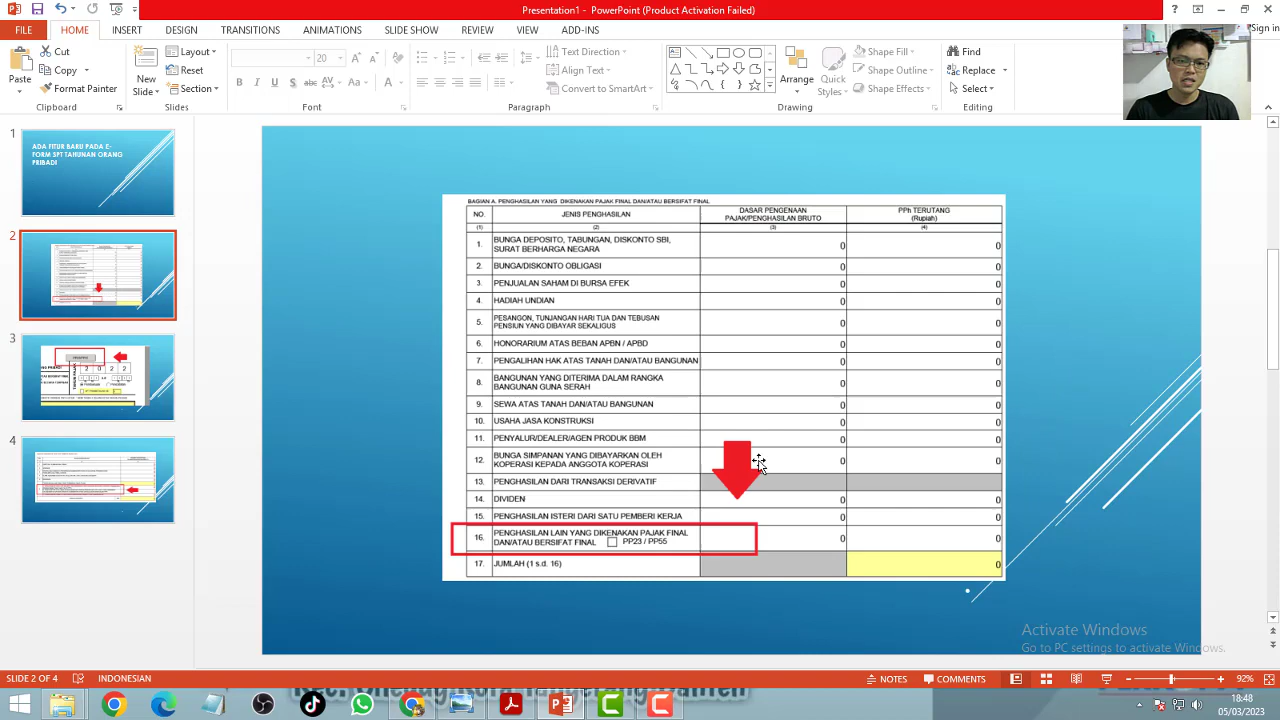 Presentation1 - PowerPoint (Product Activation Failed)
FILE HOME INSERT DESIGN TRANSITIONS ANIMATIONS SLIDE SHOW REVIEW VIEW ADD-INS Sign in
Paste
Cut
Copy
Format Painter
Clipboard
New Slide
Layout
Reset
Section
Slides
20
Font
Text Direction
Align Text
Convert to SmartArt
Paragraph
Arrange
Quick Styles
Shape Fill
Shape Outline
Shape Effects
Drawing
Find
Replace
Select
Editing
1
ADA FITUR BARU PADA E-
FORM SPT TAHUNAN ORANG
PRIBADI
2
3
2 0 2 2
4
BAGIAN A. PENGHASILAN YANG DIKENAKAN PAJAK FINAL DAN/ATAU BERSIFAT FINAL
NO. JENIS PENGHASILAN DASAR PENGENAAN PAJAK/PENGHASILAN BRUTO PPh TERUTANG (Rupiah)
(1) (2) (3) (4)
1. BUNGA DEPOSITO, TABUNGAN, DISKONTO SBI,
SURAT BERHARGA NEGARA 0 0
2. BUNGA/DISKONTO OBLIGASI 0 0
3. PENJUALAN SAHAM DI BURSA EFEK 0 0
4. HADIAH UNDIAN 0 0
5. PESANGON, TUNJANGAN HARI TUA DAN TEBUSAN
PENSIUN YANG DIBAYAR SEKALIGUS 0 0
6. HONORARIUM ATAS BEBAN APBN / APBD 0 0
7. PENGALIHAN HAK ATAS TANAH DAN/ATAU BANGUNAN 0 0
8. BANGUNAN YANG DITERIMA DALAM RANGKA
BANGUNAN GUNA SERAH 0 0
9. SEWA ATAS TANAH DAN/ATAU BANGUNAN 0 0
10. USAHA JASA KONSTRUKSI 0 0
11. PENYALUR/DEALER/AGEN PRODUK BBM 0 0
12. BUNGA SIMPANAN YANG DIBAYARKAN OLEH
KOPERASI KEPADA ANGGOTA KOPERASI 0 0
13. PENGHASILAN DARI TRANSAKSI DERIVATIF
14. DIVIDEN 0 0
15. PENGHASILAN ISTERI DARI SATU PEMBERI KERJA 0 0
16. PENGHASILAN LAIN YANG DIKENAKAN PAJAK FINAL
DAN/ATAU BERSIFAT FINAL PP23 / PP55 0 0
17. JUMLAH (1 s.d. 16) 0
Activate Windows
Go to PC settings to activate Windows.
SLIDE 2 OF 4 INDONESIAN NOTES COMMENTS 92%
18:48
05/03/2023